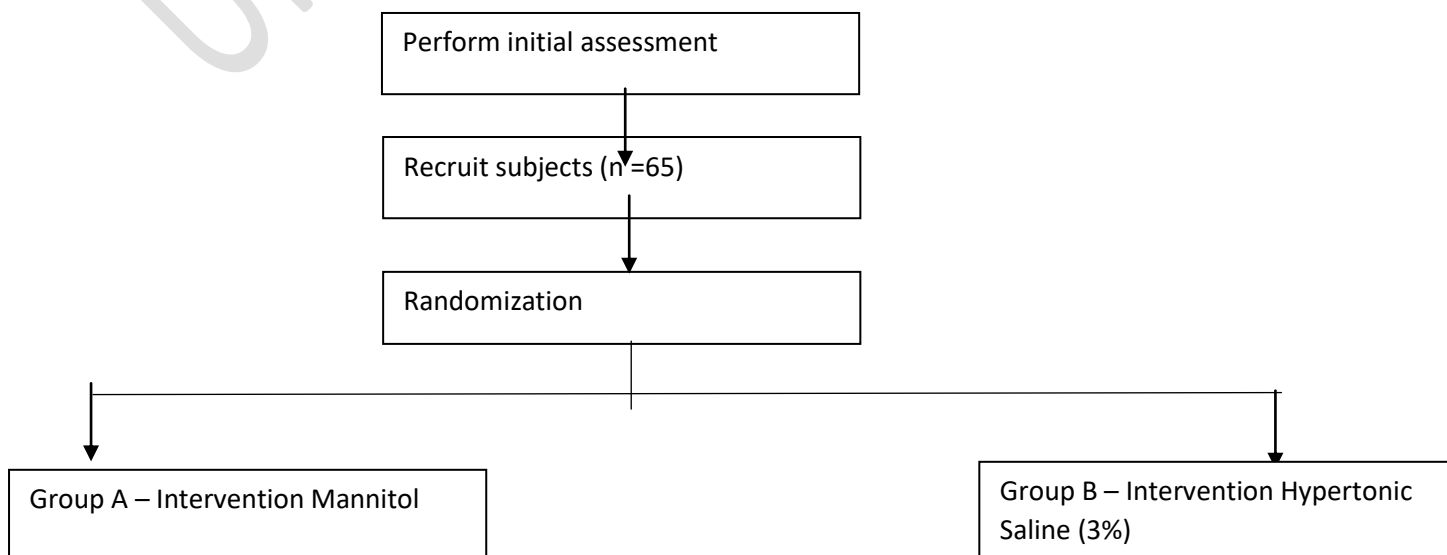 Perform initial assessment
Recruit subjects (n =65)
Randomization
Group A – Intervention Mannitol
Group B – Intervention Hypertonic
Saline (3%)